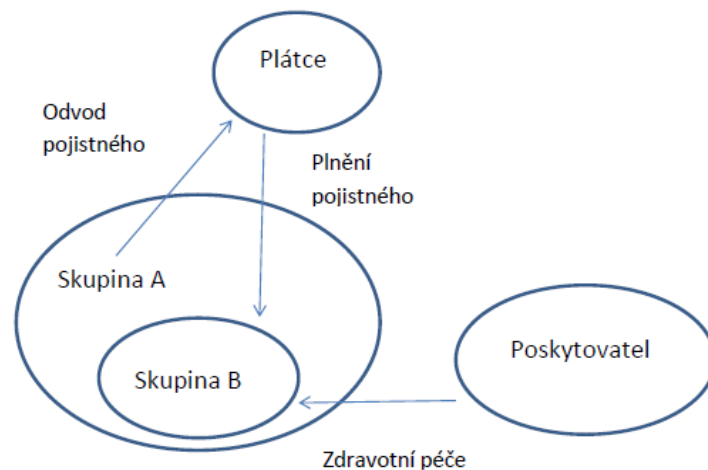 Plátce
Odvod
pojistného
Plnění
pojistného
Skupina A
Poskytovatel
Skupina B
Zdravotní péče